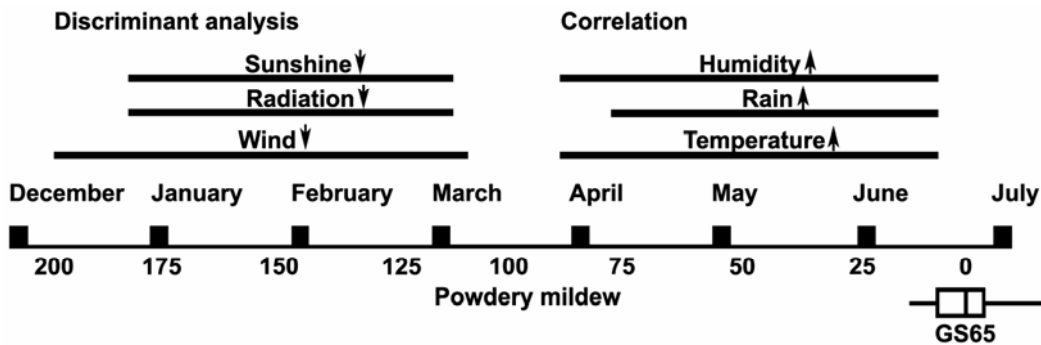 Discriminant analysis Correlation
Sunshine Humidity
Radiation Rain
Wind Temperature
December January February March April May June July
200 175 150 125 100 75 50 25 0
Powdery mildew
GS65